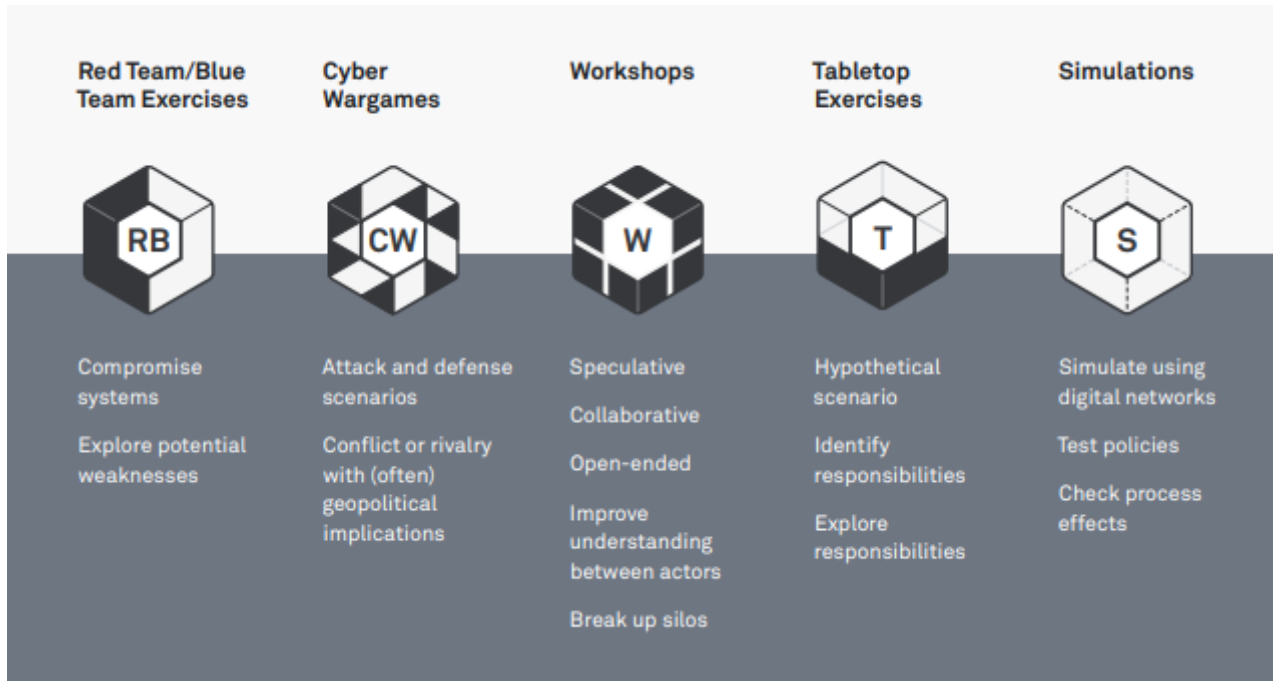 Red Team/Blue
Team Exercises
Cyber
Wargames
Workshops
Tabletop
Exercises
Simulations
RB
CW
W
T
S
Compromise
systems
Explore potential
weaknesses
Attack and defense
scenarios
Conflict or rivalry
with (often)
geopolitical
implications
Speculative
Collaborative
Open-ended
Improve
understanding
between actors
Break up silos
Hypothetical
scenario
Identify
responsibilities
Explore
responsibilities
Simulate using
digital networks
Test policies
Check process
effects